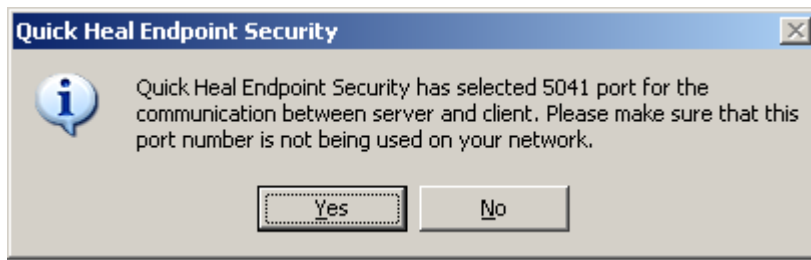 Quick Heal Endpoint Security
Quick Heal Endpoint Security has selected 5041 port for the
communication between server and client. Please make sure that this
port number is not being used on your network.
Yes No